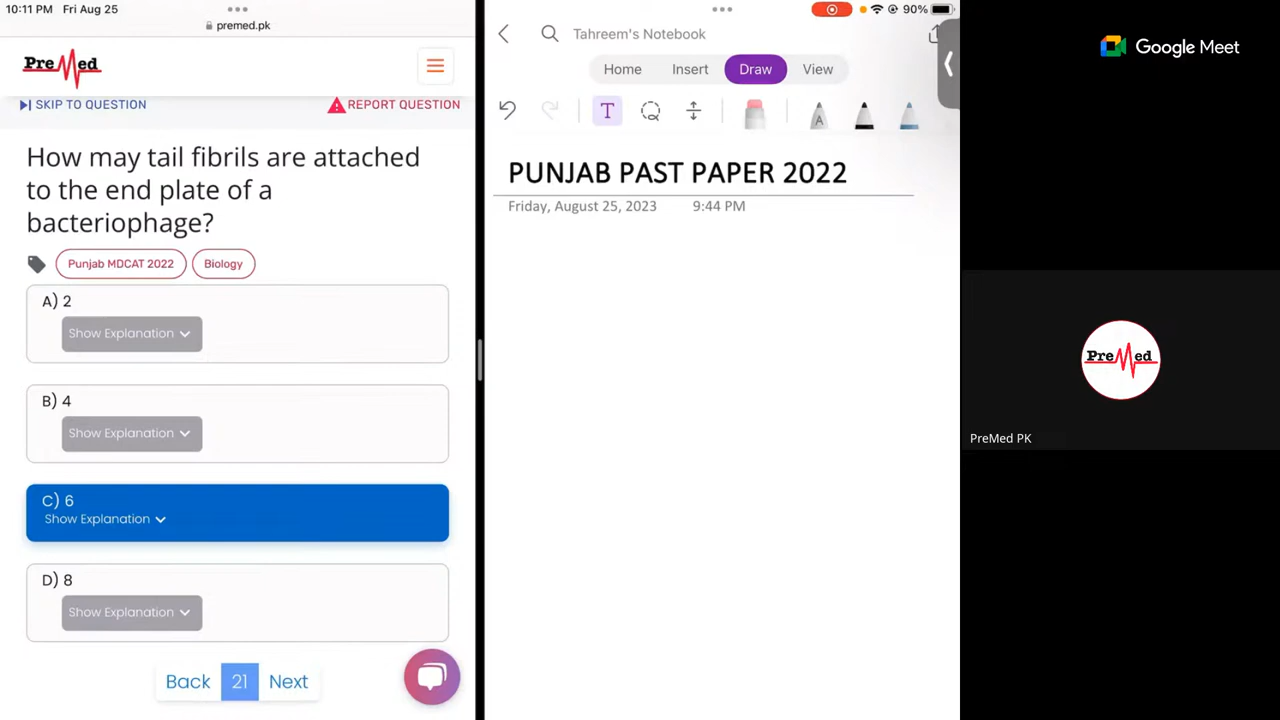 10:11 PM Fri Aug 25
premed.pk
PreMed
SKIP TO QUESTION
REPORT QUESTION
How may tail fibrils are attached
to the end plate of a
bacteriophage?
Punjab MDCAT 2022
Biology
A) 2
Show Explanation
B) 4
Show Explanation
C) 6
Show Explanation
D) 8
Show Explanation
Back 21 Next
90%
Tahreem's Notebook
Home Insert Draw View
T
A
PUNJAB PAST PAPER 2022
Friday, August 25, 2023 9:44 PM
Google Meet
PreMed
PreMed PK